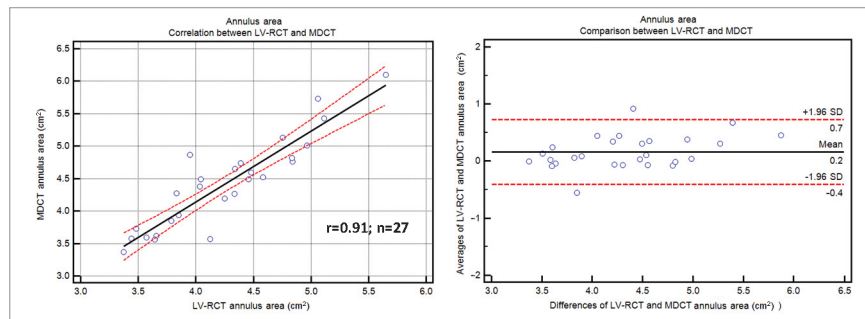 Annulus area
Correlation between LV-RCT and MDCT
MDCT annulus area (cm²)
6.5
6.0
5.5
5.0
4.5
4.0
3.5
3.0
r=0.91; n=27
3.0 3.5 4.0 4.5 5.0 5.5 6.0
LV-RCT annulus area (cm²)
Annulus area
Comparison between LV-RCT and MDCT
Averages of LV-RCT and MDCT annulus area (cm²)
2
1
0
−1
−2
+1.96 SD
0.7
Mean
0.2
-1.96 SD
-0.4
3.0 3.5 4.0 4.5 5.0 5.5 6.0 6.5
Differences of LV-RCT and MDCT annulus area (cm²) )